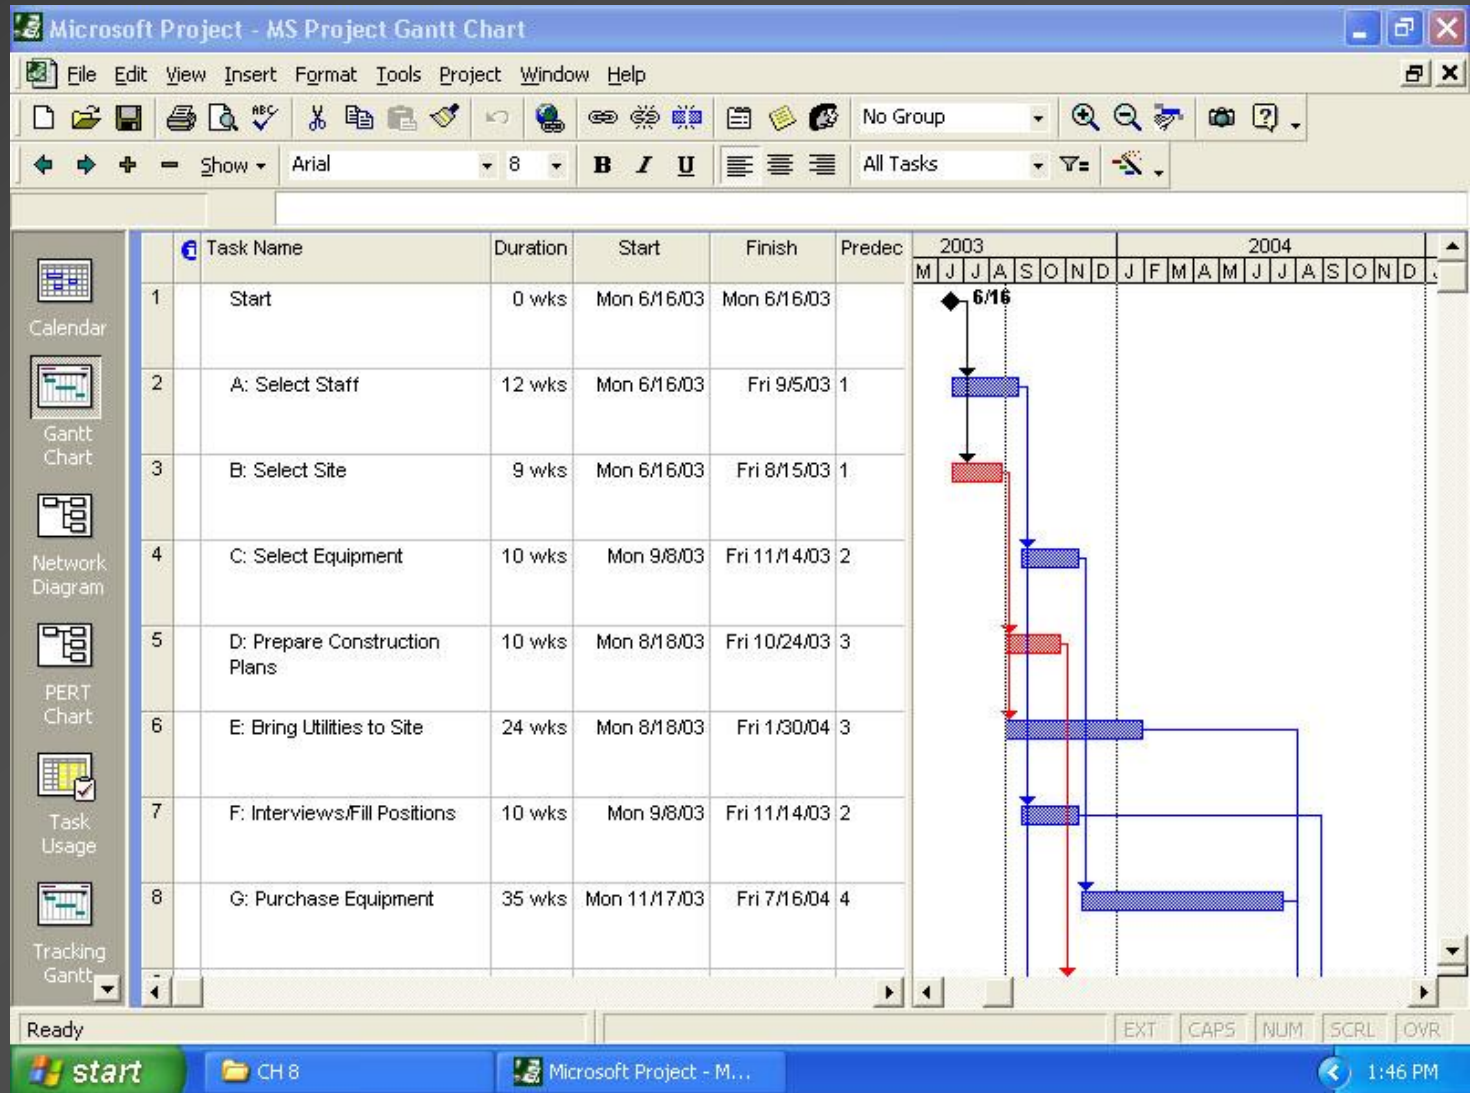 Microsoft Project - MS Project Gantt Chart
File Edit View Insert Format Tools Project Window Help
ABC No Group
Show Arial 8 B I U All Tasks
Task Name Duration Start Finish Predec 2003 2004
M J J A S O N D J F M A M J J A S O N D
1 Start 0 wks Mon 6/16/03 Mon 6/16/03 6/16
Calendar
2 A: Select Staff 12 wks Mon 6/16/03 Fri 9/5/03 1
Gantt
Chart
3 B: Select Site 9 wks Mon 6/16/03 Fri 8/15/03 1
4 C: Select Equipment 10 wks Mon 9/8/03 Fri 11/14/03 2
Network
Diagram
5 D: Prepare Construction 10 wks Mon 8/18/03 Fri 10/24/03 3
Plans
PERT
Chart
6 E: Bring Utilities to Site 24 wks Mon 8/18/03 Fri 1/30/04 3
7 F: Interviews/Fill Positions 10 wks Mon 9/8/03 Fri 11/14/03 2
Task
Usage
8 G: Purchase Equipment 35 wks Mon 11/17/03 Fri 7/16/04 4
Tracking
Gantt
Ready EXT CAPS NUM SCRL OVR
start CH 8 Microsoft Project - M... 1:46 PM